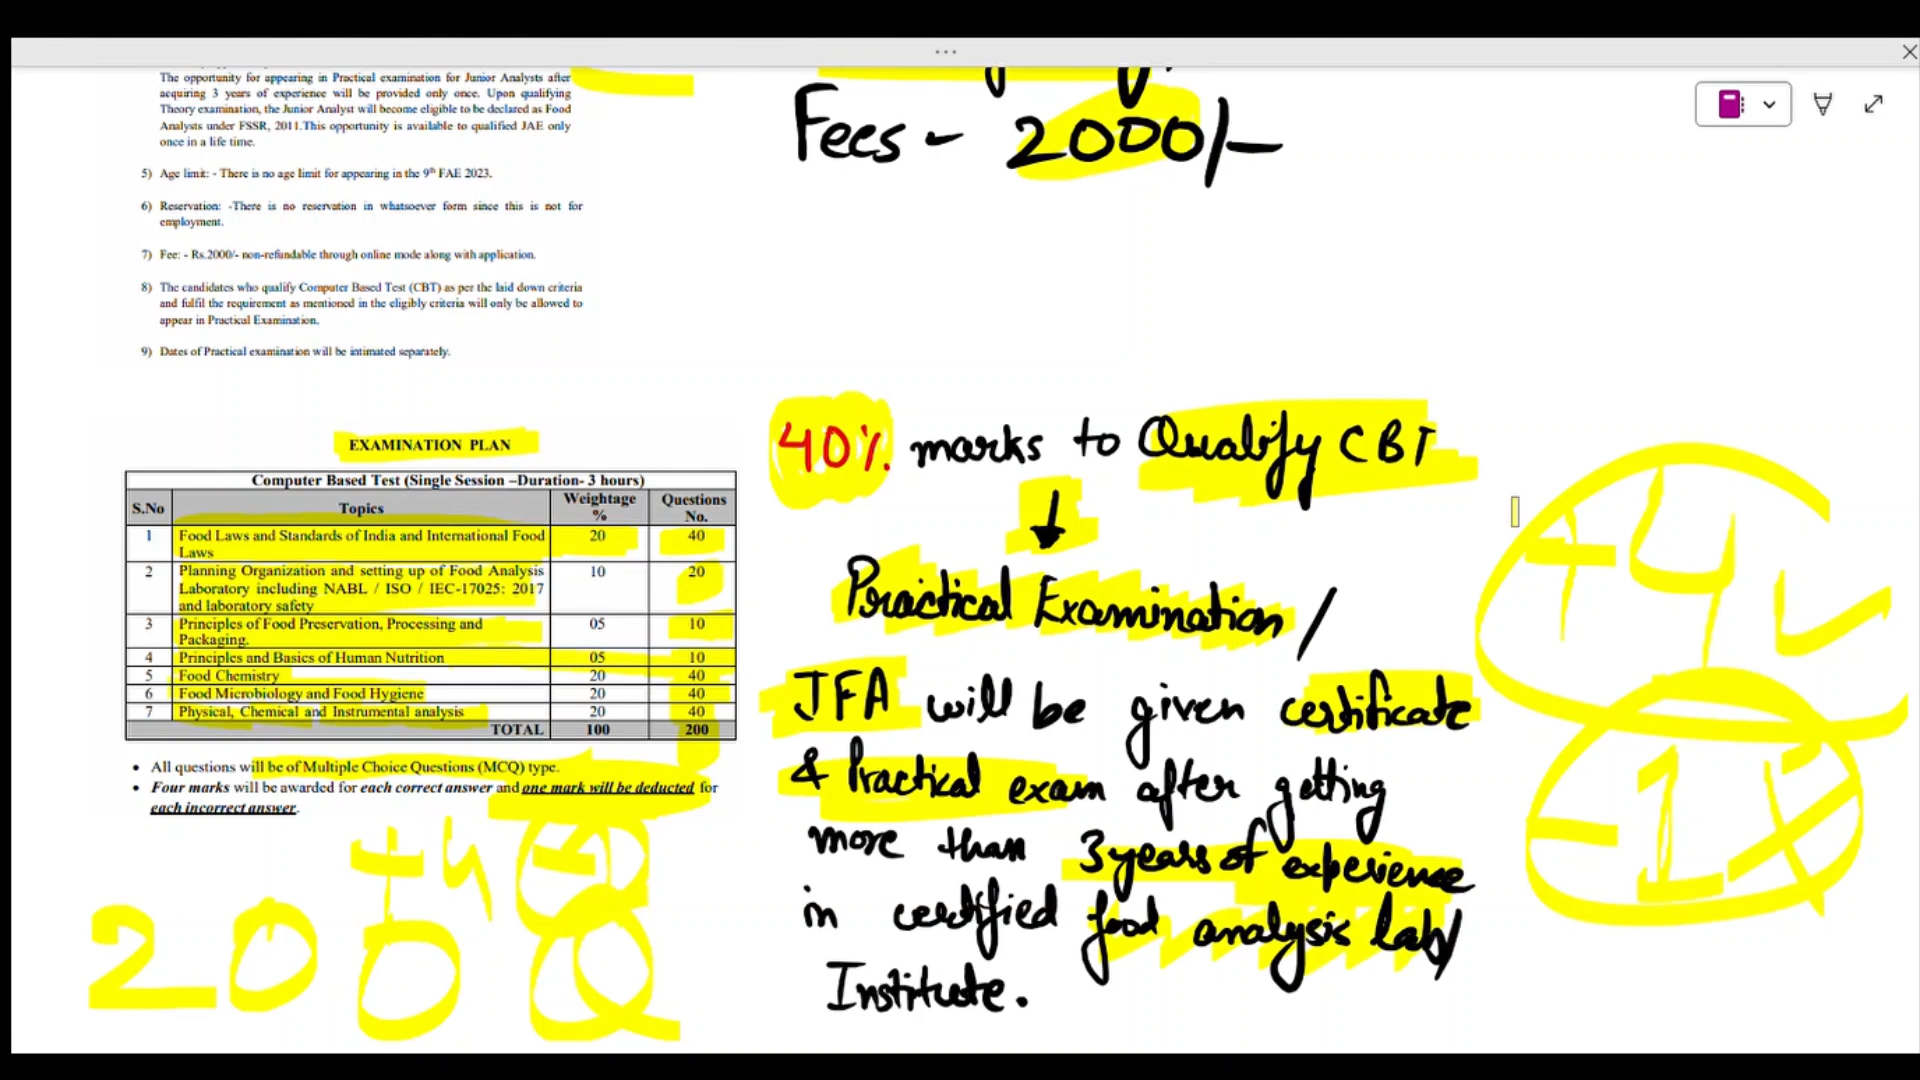 The opportunity for appearing in Practical examination for Junior Analysts after
acquiring 3 years of experience will be provided only once. Upon qualifying
Theory examination, the Junior Analyst will become eligible to be declared as Food
Analysts under FSSR, 2011.This opportunity is available to qualified JAE only
once in a life time.
5) Age limit: - There is no age limit for appearing in the 9th FAE 2023.
6) Reservation: -There is no reservation in whatsoever form since this is not for
employment.
7) Fee: - Rs.2000/- non-refundable through online mode along with application.
8) The candidates who qualify Computer Based Test (CBT) as per the laid down criteria
and fulfil the requirement as mentioned in the eligibly criteria will only be allowed to
appear in Practical Examination.
9) Dates of Practical examination will be intimated separately.
EXAMINATION PLAN
Computer Based Test (Single Session –Duration- 3 hours)
S.No Topics Weightage % Questions No.
1 Food Laws and Standards of India and International Food 20 40
Laws
2 Planning Organization and setting up of Food Analysis 10 20
Laboratory including NABL / ISO / IEC-17025: 2017
and laboratory safety
3 Principles of Food Preservation, Processing and 05 10
Packaging.
4 Principles and Basics of Human Nutrition 05 10
5 Food Chemistry 20 40
6 Food Microbiology and Food Hygiene 20 40
7 Physical, Chemical and Instrumental analysis 20 40
TOTAL 100 200
• All questions will be of Multiple Choice Questions (MCQ) type.
• Four marks will be awarded for each correct answer and one mark will be deducted for
each incorrect answer.
+4
200
Fees - 2000/-
40% marks to Qualify CBT
Practical Examination /
JFA will be given certificate
& Practical exam after getting
more than 3 years of experience
in certified food analysis lab/
Institute.
+4
-1